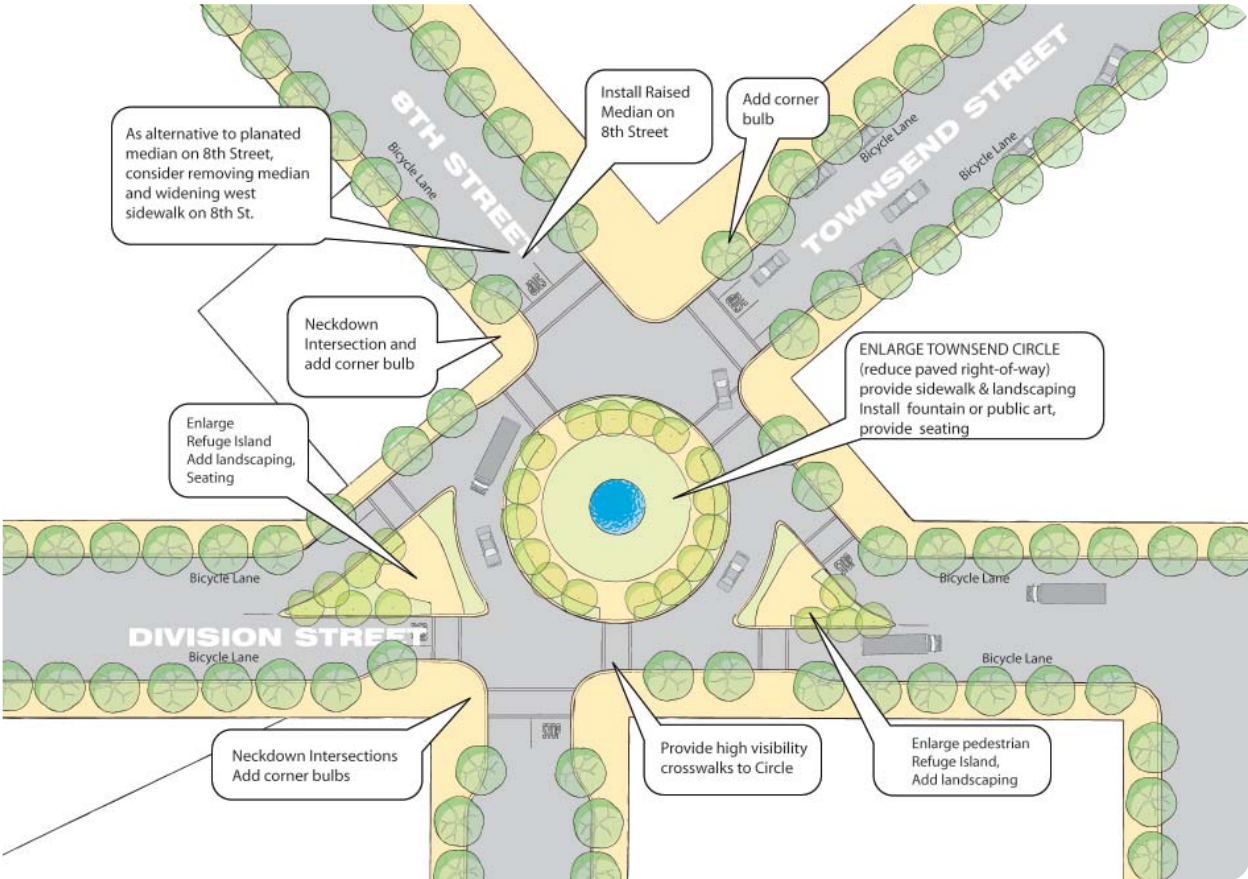 As alternative to planated
median on 8th Street,
consider removing median
and widening west
sidewalk on 8th St.
Install Raised
Median on
8th Street
Add corner
bulb
8TH STREET
TOWNSEND STREET
Bicycle Lane
Bicycle Lane
Bicycle Lane
STOP
STOP
Neckdown
Intersection and
add corner bulb
ENLARGE TOWNSEND CIRCLE
(reduce paved right-of-way)
provide sidewalk & landscaping
Install fountain or public art,
provide seating
Enlarge
Refuge Island
Add landscaping,
Seating
STOP
Bicycle Lane
Bicycle Lane
DIVISION STREET
STOP
Bicycle Lane
Bicycle Lane
STOP
Neckdown Intersections
Add corner bulbs
Provide high visibility
crosswalks to Circle
Enlarge pedestrian
Refuge Island,
Add landscaping